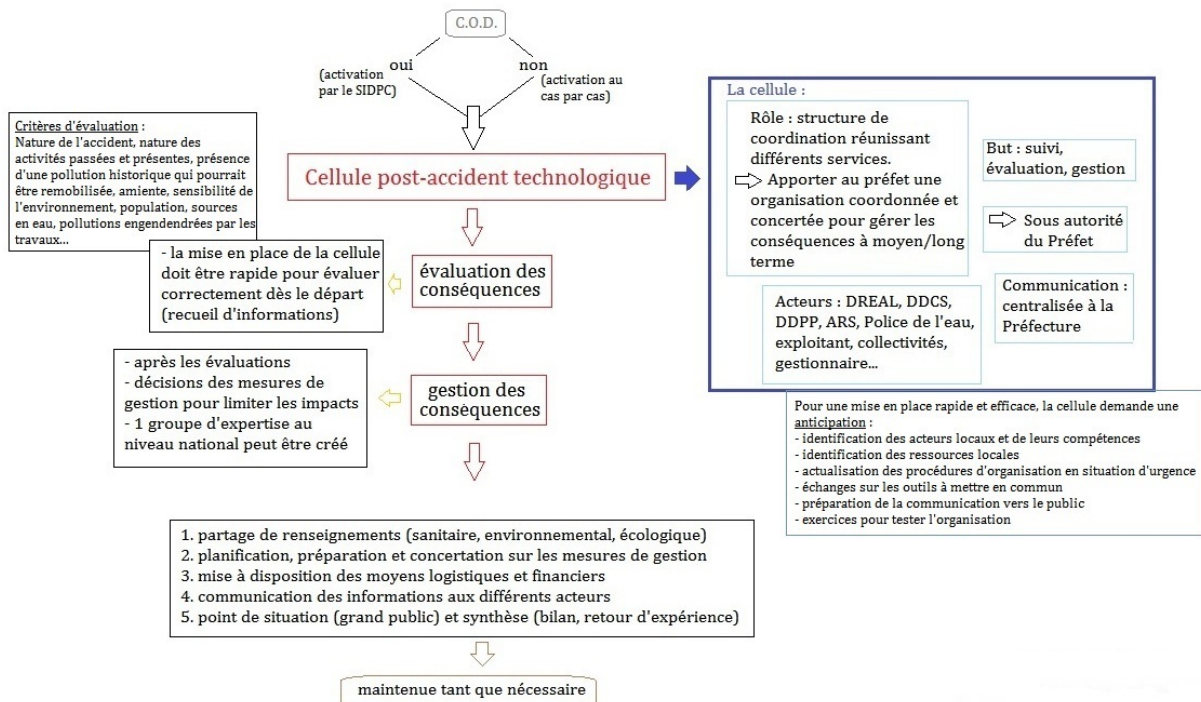 C.O.D.
oui
non
(activation
par le SIDPC)
(activation au
cas par cas)
Critères d'évaluation :
Nature de l'accident, nature des
activités passées et présentes, présence
d'une pollution historique qui pourrait
être remobilisée, amiente, sensibilité de
l'environnement, population, sources
en eau, pollutions engendendrées par les
travaux...
Cellule post-accident technologique
La cellule :
Rôle : structure de
coordination réunissant
différents services.
Apporter au préfet une
organisation coordonnée et
concertée pour gérer les
conséquences à moyen/long
terme
But : suivi,
évaluation, gestion
Sous autorité
du Préfet
Communication :
centralisée à la
Préfecture
Acteurs : DREAL, DDCS,
DDPP, ARS, Police de l'eau,
exploitant, collectivités,
gestionnaire...
- la mise en place de la cellule
doit être rapide pour évaluer
correctement dès le départ
(recueil d'informations)
évaluation des
conséquences
- après les évaluations
- décisions des mesures de
gestion pour limiter les impacts
- 1 groupe d'expertise au
niveau national peut être créé
gestion des
conséquences
Pour une mise en place rapide et efficace, la cellule demande une
anticipation :
- identification des acteurs locaux et de leurs compétences
- identification des ressources locales
- actualisation des procédures d'organisation en situation d'urgence
- échanges sur les outils à mettre en commun
- préparation de la communication vers le public
- exercices pour tester l'organisation
1. partage de renseignements (sanitaire, environnemental, écologique)
2. planification, préparation et concertation sur les mesures de gestion
3. mise à disposition des moyens logistiques et financiers
4. communication des informations aux différents acteurs
5. point de situation (grand public) et synthèse (bilan, retour d'expérience)
maintenue tant que nécessaire